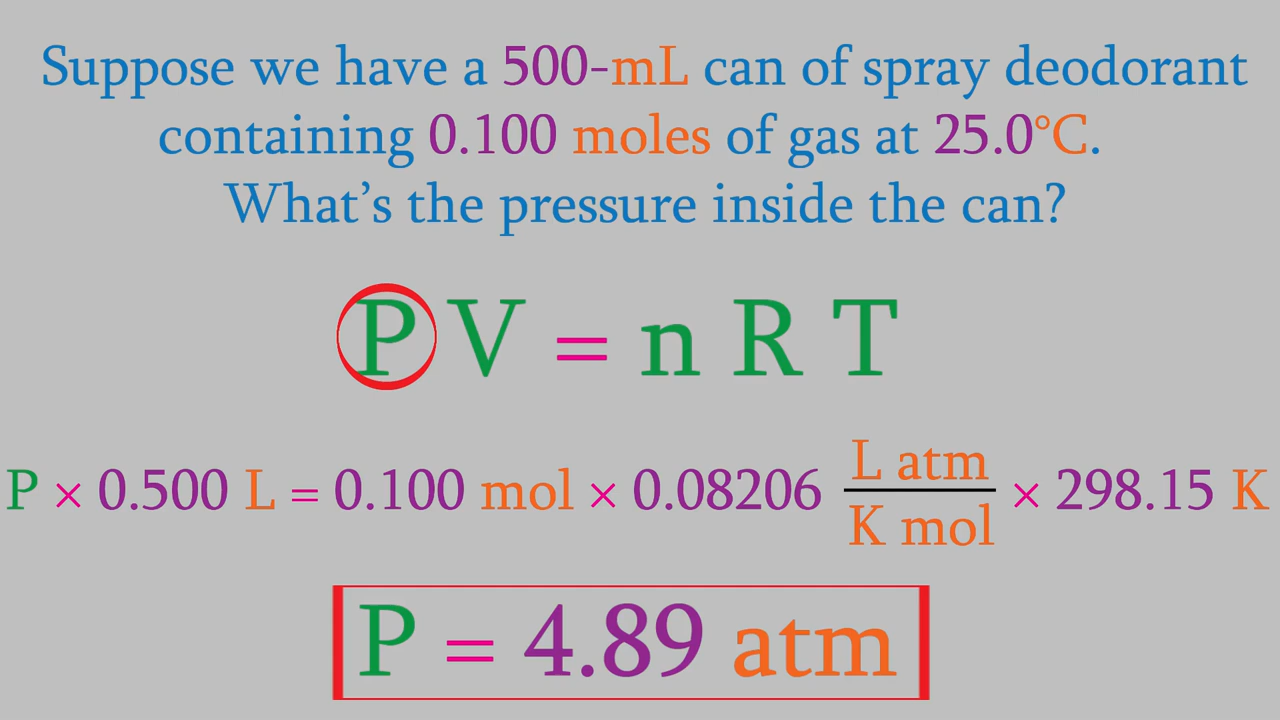 Suppose we have a 500-mL can of spray deodorant
containing 0.100 moles of gas at 25.0°C.
What’s the pressure inside the can?
P V = n R T
P × 0.500 L = 0.100 mol × 0.08206 L atm / K mol × 298.15 K
P = 4.89 atm